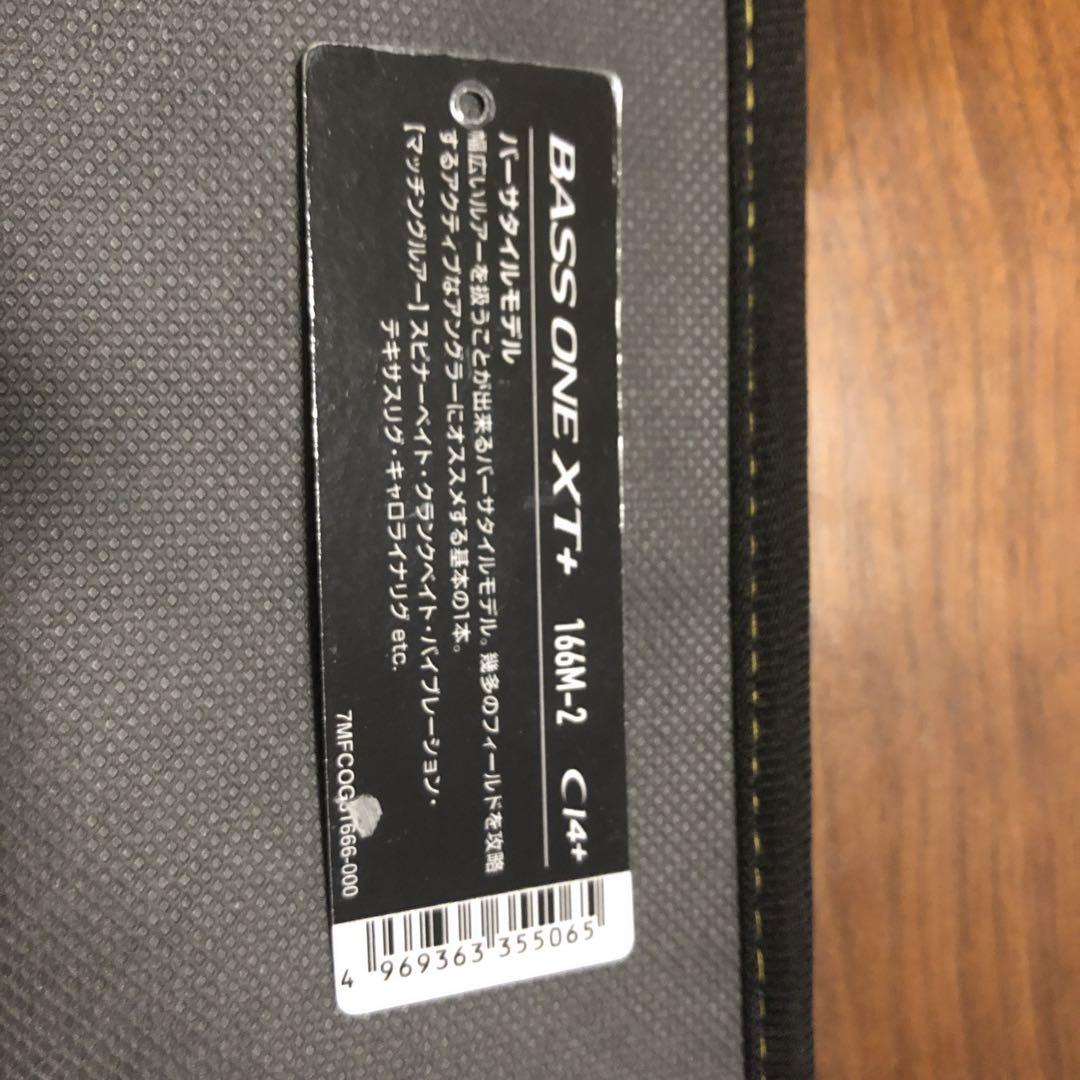 BASS ONE XT+ 166M-2 CI4+
バーサタイルモデル
幅広いルアーを扱うことが出来るバーサタイルモデル。幾多のフィールドを攻略
するアクティブなアングラーにオススメする基本の1本。
【マッチングルアー】スピナーベイト・クランクベイト・バイブレーション・
テキサスリグ・キャロライナリグ etc.
4 969363 355065